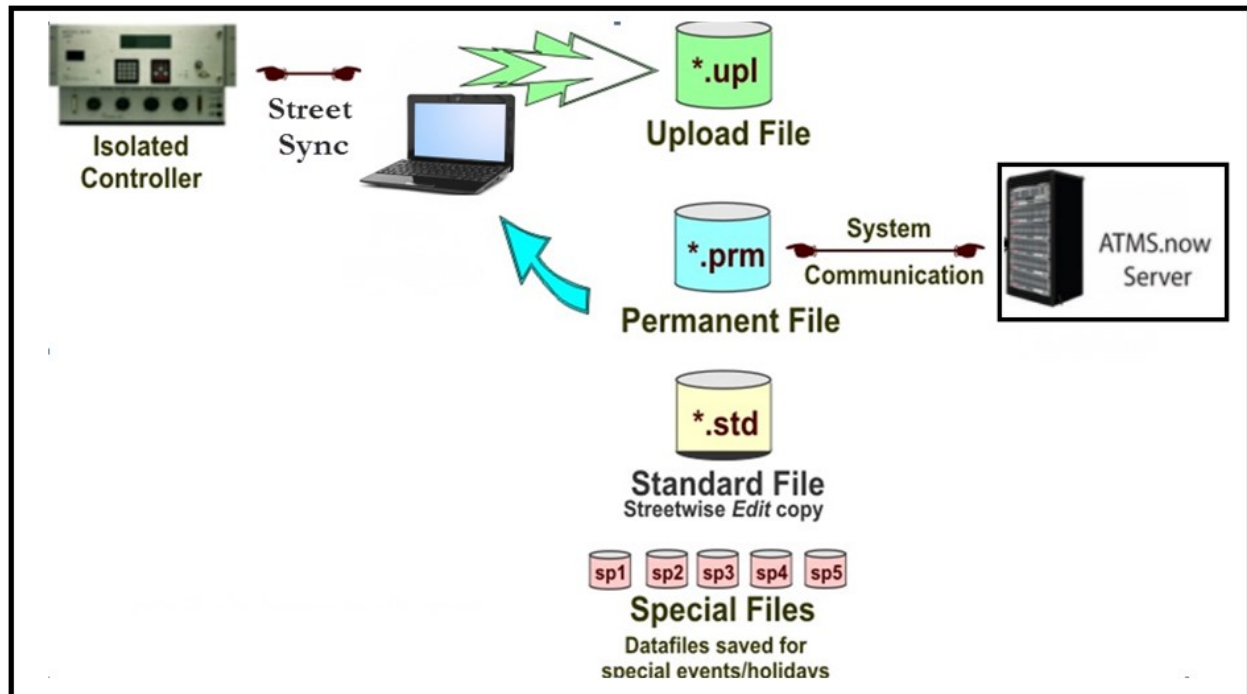 *.upl
Upload File
Street
Sync
Isolated
Controller
*.prm
Permanent File
System
Communication
ATMS.now
Server
*.std
Standard File
Streetwise Edit copy
sp1 sp2 sp3 sp4 sp5
Special Files
Datafiles saved for
special events/holidays